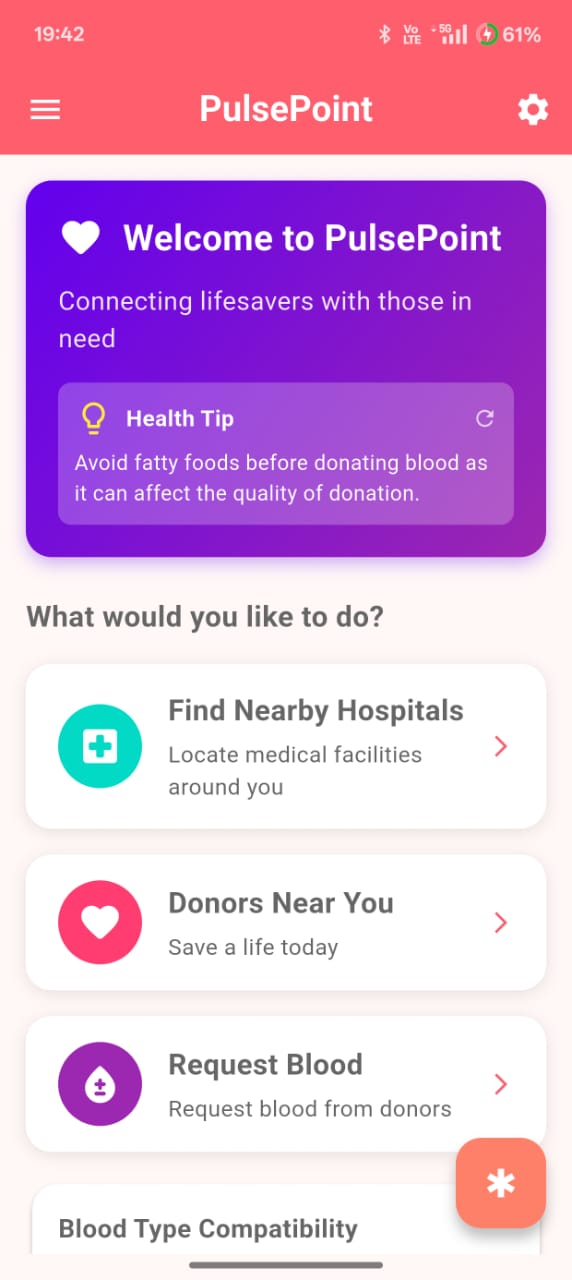 19:42
Vo
LTE
5G
61%
PulsePoint
Welcome to PulsePoint
Connecting lifesavers with those in
need
Health Tip
Avoid fatty foods before donating blood as
it can affect the quality of donation.
What would you like to do?
Find Nearby Hospitals
Locate medical facilities
around you
Donors Near You
Save a life today
Request Blood
Request blood from donors
Blood Type Compatibility